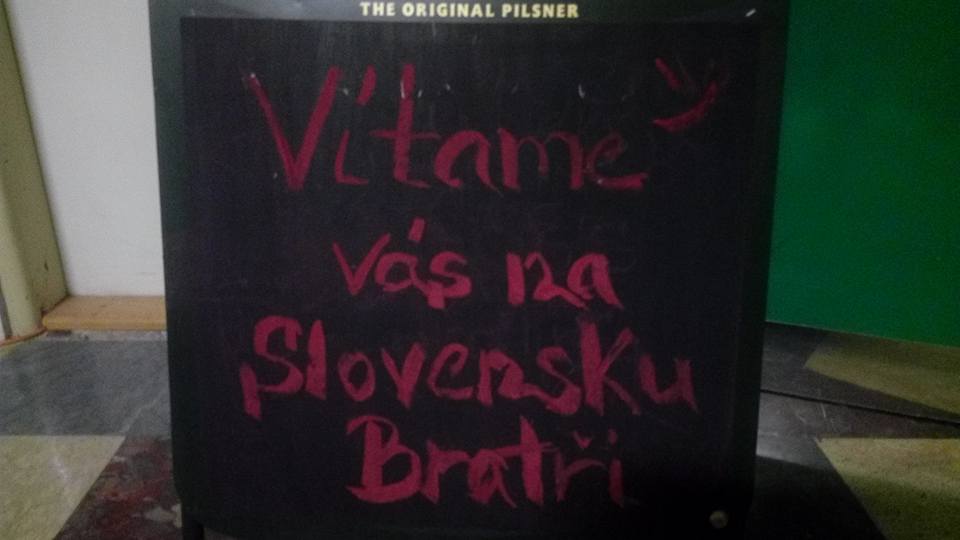 THE ORIGINAL PILSNER
Vítame
vás na
Slovensku
Bratři